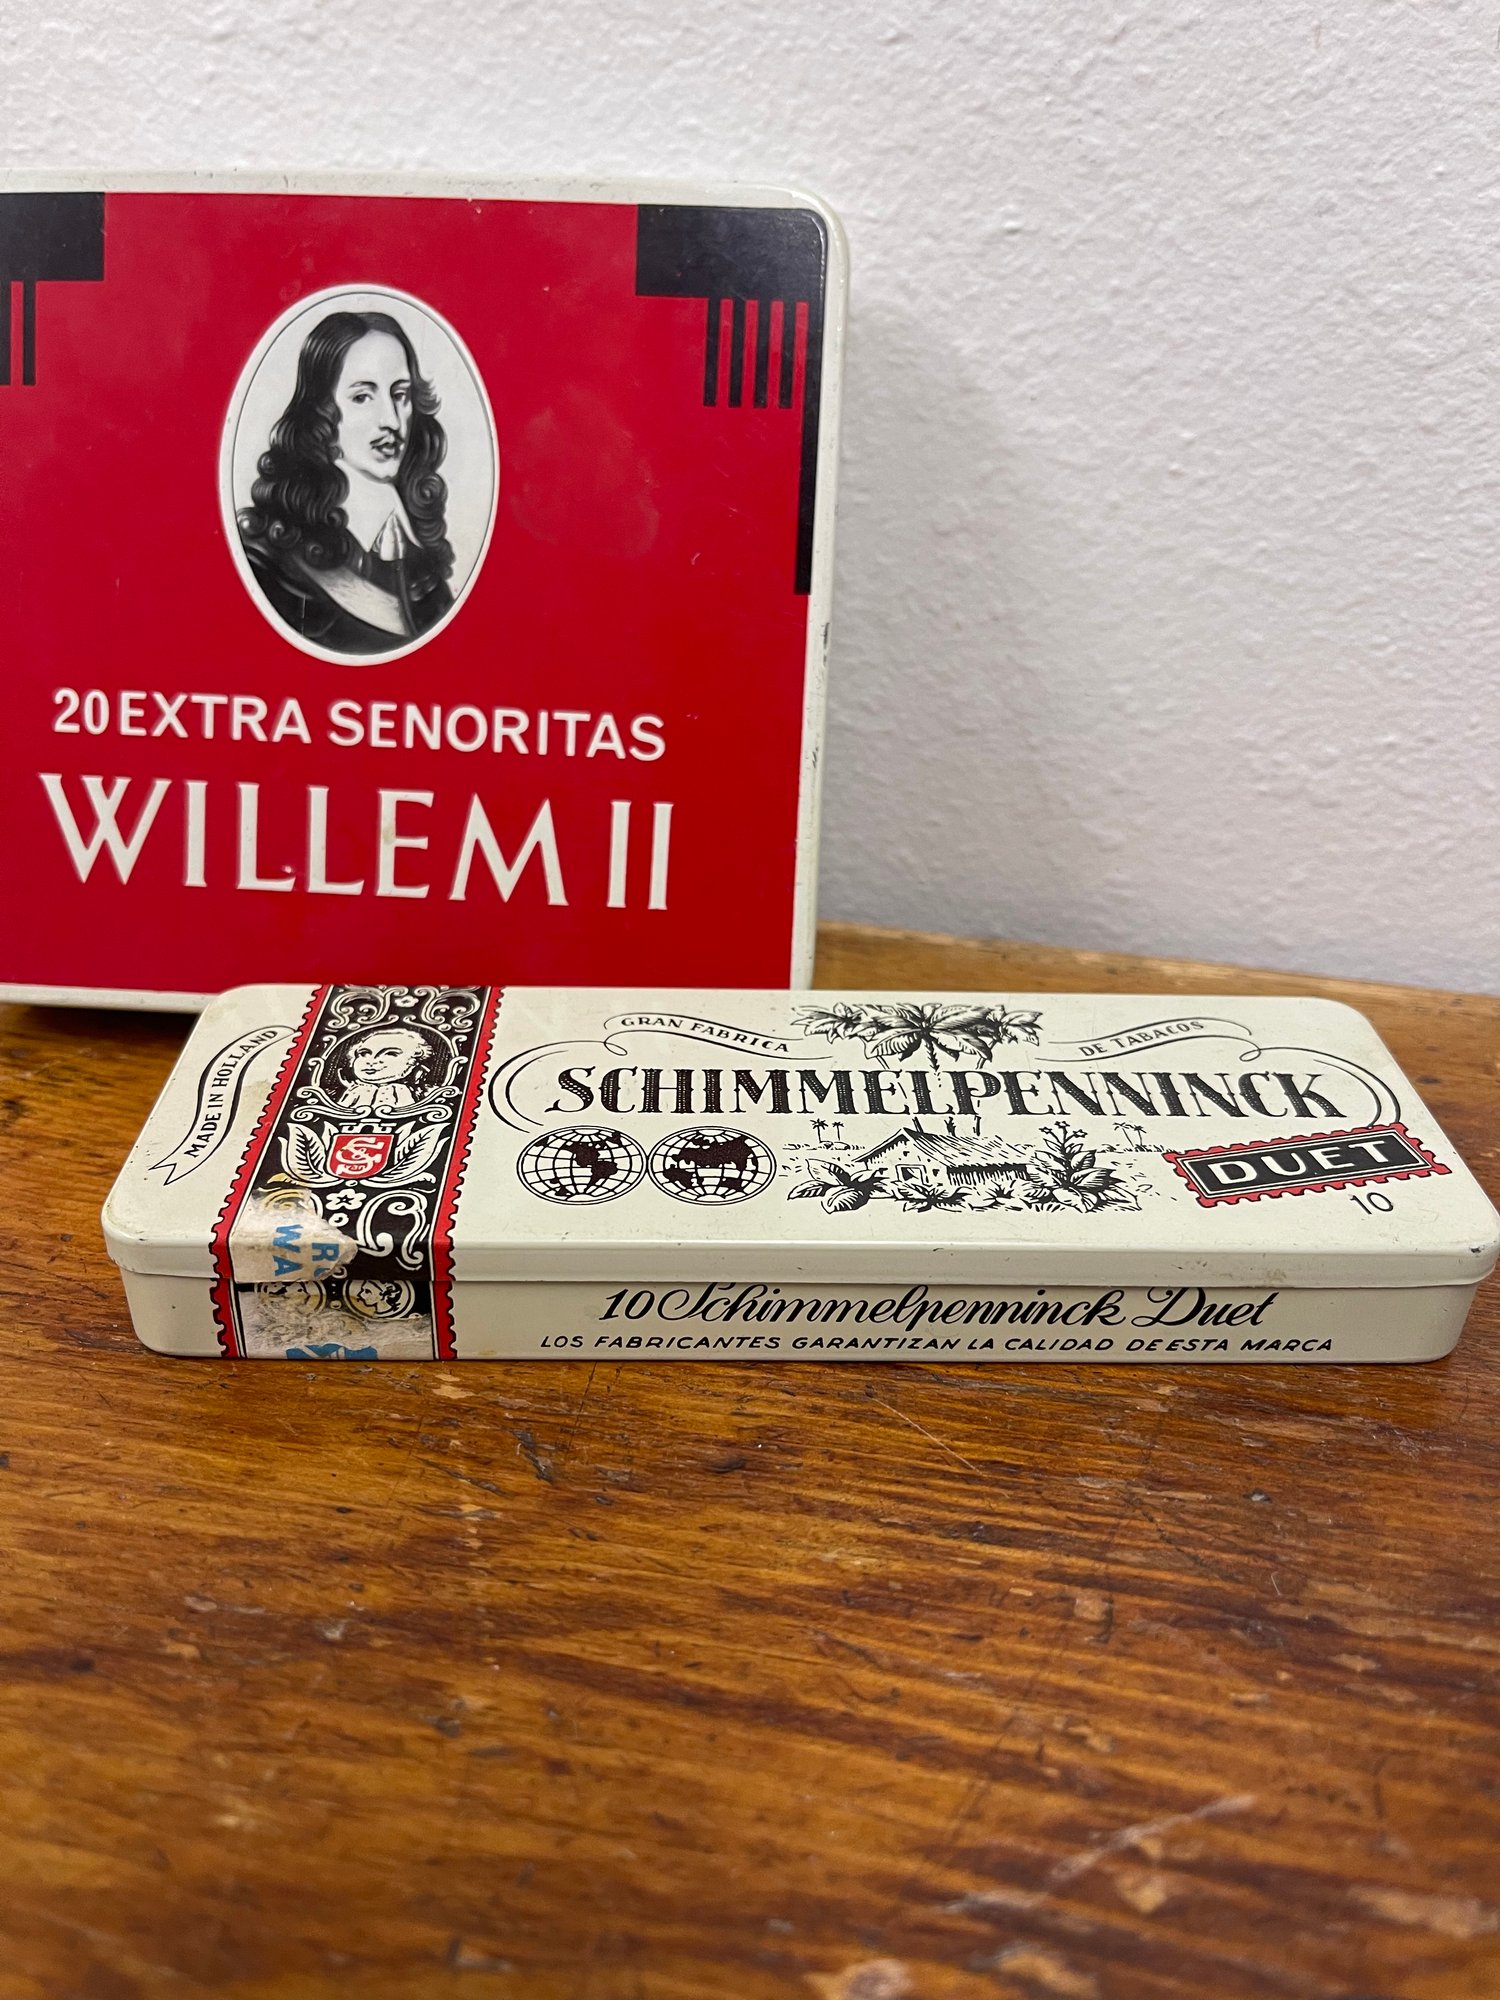 20 EXTRA SENORITAS
WILLEM II
MADE IN HOLLAND
GRAN FABRICA DE TABACOS
SCHIMMELPENNINCK
DUET
10
10 Schimmelpenninck Duet
LOS FABRICANTES GARANTIZAN LA CALIDAD DE ESTA MARCA